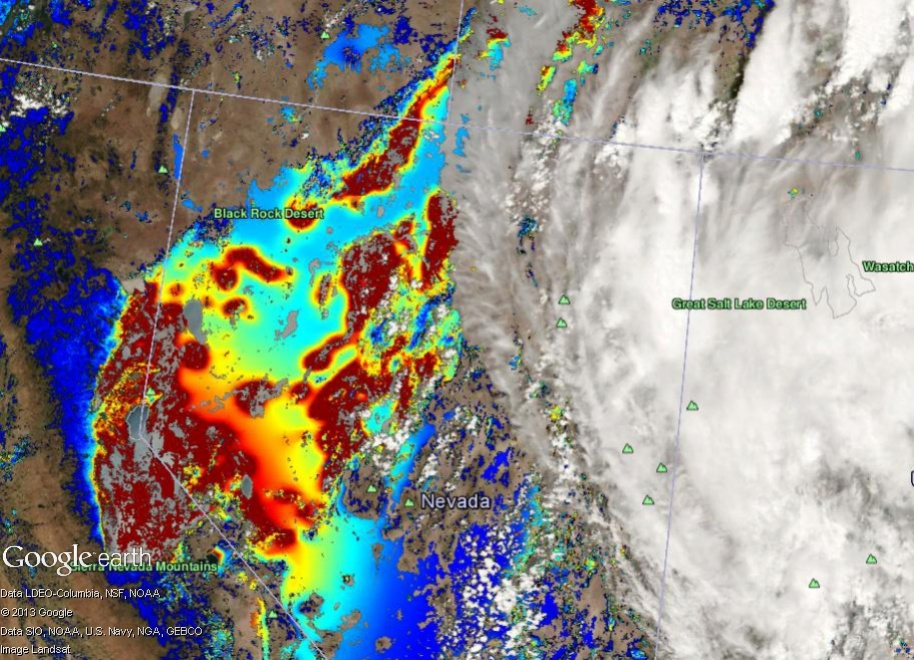 Black Rock Desert
Wasatch
Great Salt Lake Desert
Nevada
Google earth
Sierra Nevada Mountains
Data LDEO-Columbia, NSF, NOAA
© 2013 Google
Data SIO, NOAA, U.S. Navy, NGA, GEBCO
Image Landsat